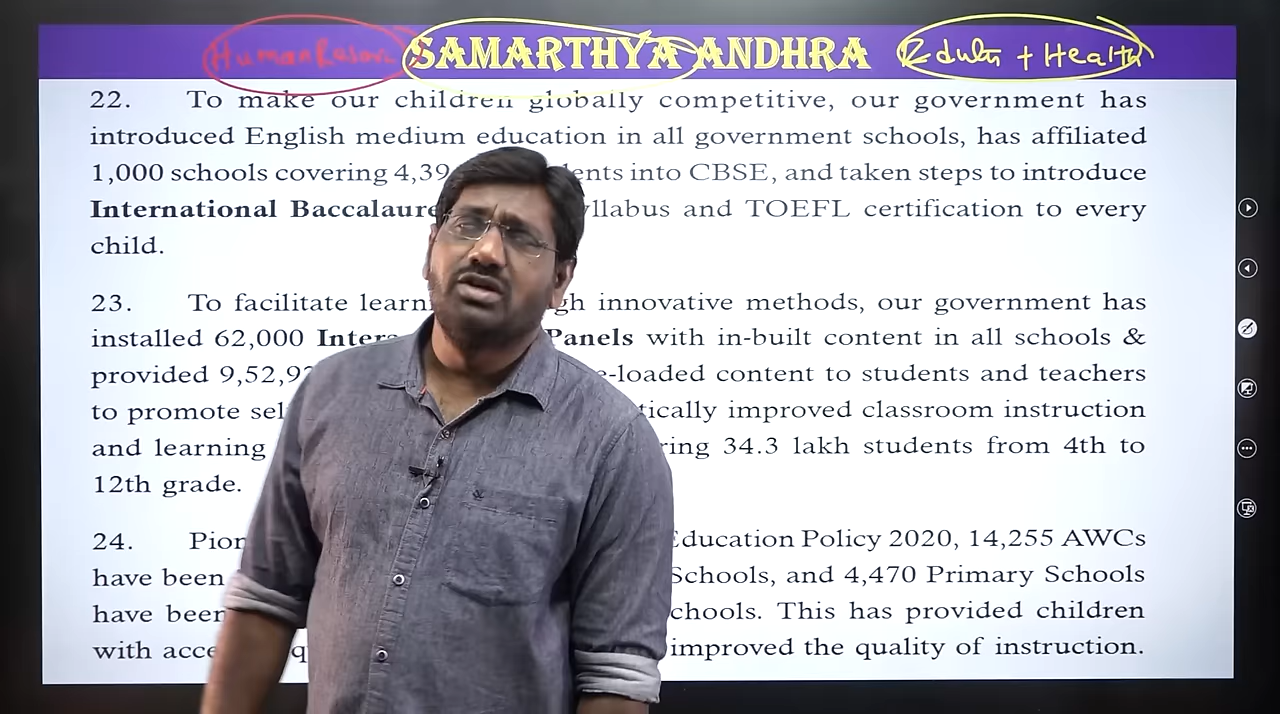 Human SAMARTHYA ANDHRA + Health
22. To make our children globally competitive, our government has
introduced English medium education in all government schools, has affiliated
1,000 schools covering 4,39 ents into CBSE, and taken steps to introduce
International Baccalaure yllabus and TOEFL certification to every
child.
23. To facilitate learn gh innovative methods, our government has
installed 62,000 Inter Panels with in-built content in all schools &
provided 9,52,92 e-loaded content to students and teachers
to promote sel tically improved classroom instruction
and learning ring 34.3 lakh students from 4th to
12th grade.
24. Pion Education Policy 2020, 14,255 AWCs
have been Schools, and 4,470 Primary Schools
have been chools. This has provided children
with acce q improved the quality of instruction.